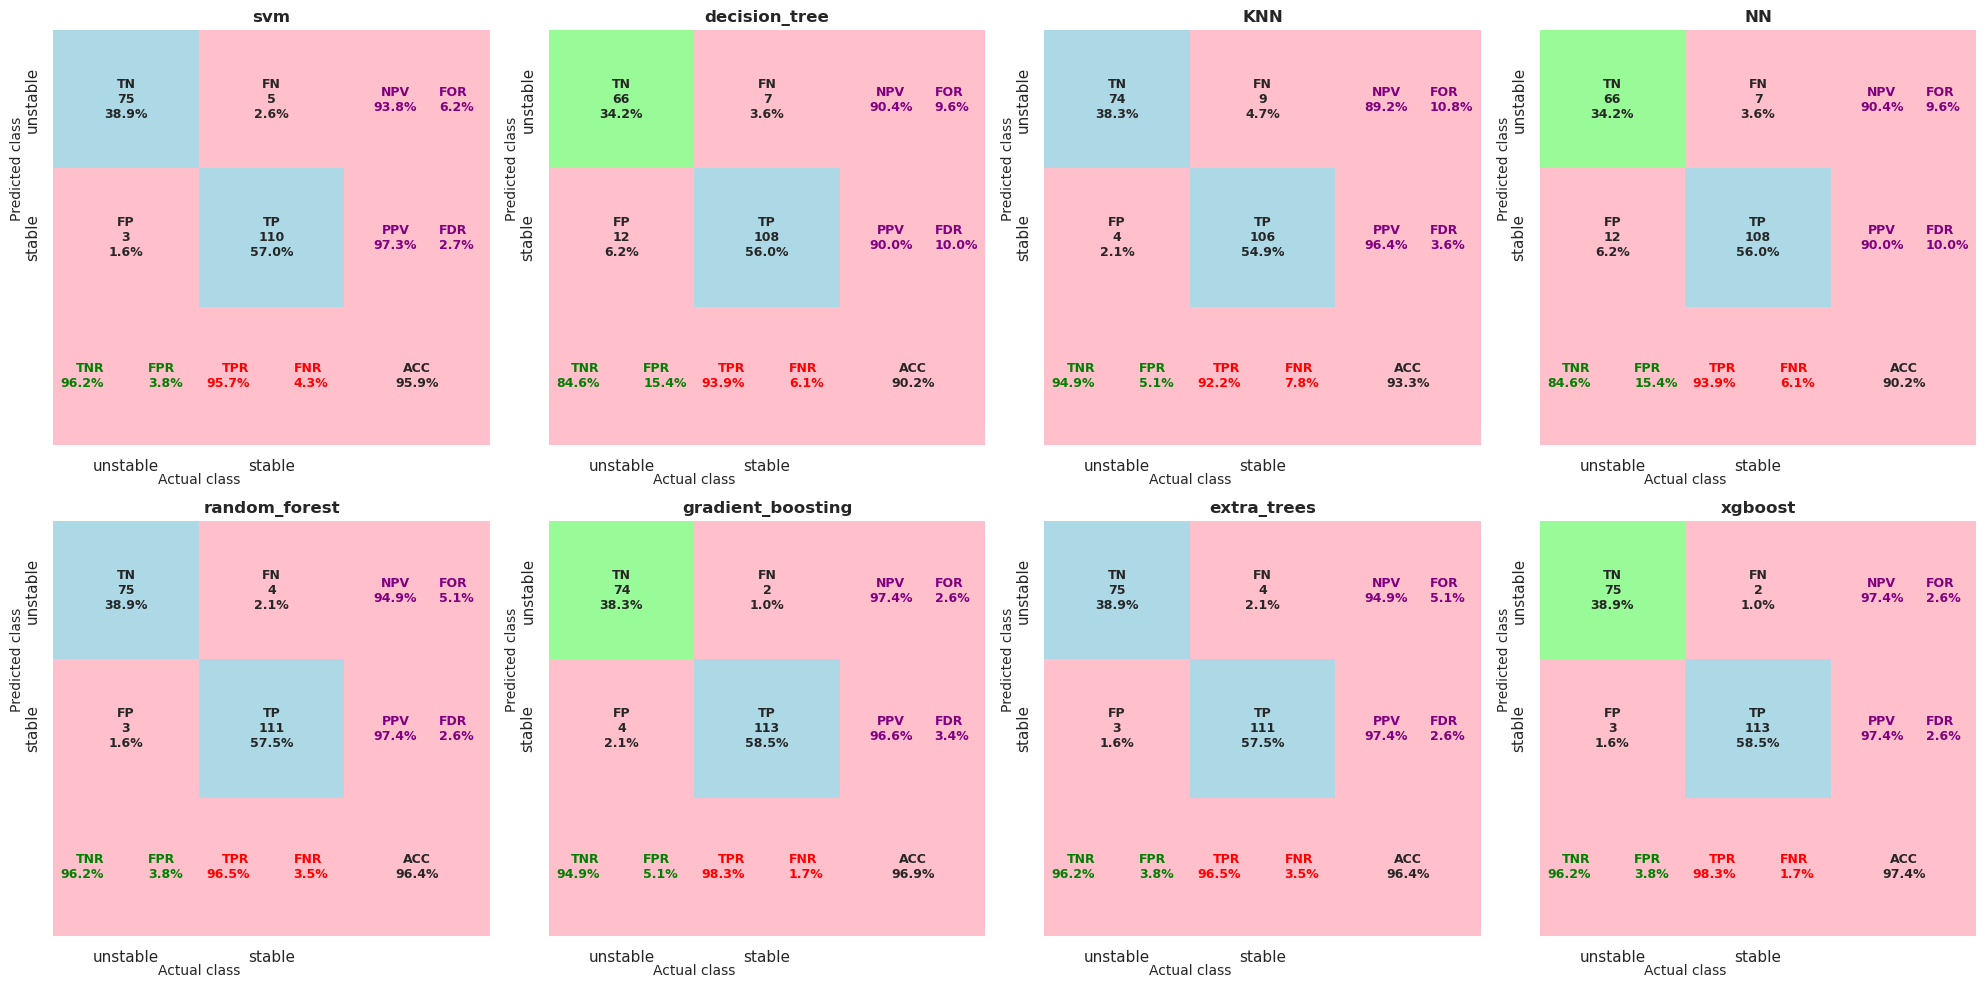 svm
TN
75
38.9%
FN
5
2.6%
NPV
93.8%
FOR
6.2%
FP
3
1.6%
TP
110
57.0%
PPV
97.3%
FDR
2.7%
TNR
96.2%
FPR
3.8%
TPR
95.7%
FNR
4.3%
ACC
95.9%
Predicted class
unstable
stable
unstable
stable
Actual class
decision_tree
TN
66
34.2%
FN
7
3.6%
NPV
90.4%
FOR
9.6%
FP
12
6.2%
TP
108
56.0%
PPV
90.0%
FDR
10.0%
TNR
84.6%
FPR
15.4%
TPR
93.9%
FNR
6.1%
ACC
90.2%
Predicted class
unstable
stable
unstable
stable
Actual class
KNN
TN
74
38.3%
FN
9
4.7%
NPV
89.2%
FOR
10.8%
FP
4
2.1%
TP
106
54.9%
PPV
96.4%
FDR
3.6%
TNR
94.9%
FPR
5.1%
TPR
92.2%
FNR
7.8%
ACC
93.3%
Predicted class
unstable
stable
unstable
stable
Actual class
NN
TN
66
34.2%
FN
7
3.6%
NPV
90.4%
FOR
9.6%
FP
12
6.2%
TP
108
56.0%
PPV
90.0%
FDR
10.0%
TNR
84.6%
FPR
15.4%
TPR
93.9%
FNR
6.1%
ACC
90.2%
Predicted class
unstable
stable
unstable
stable
Actual class
random_forest
TN
75
38.9%
FN
4
2.1%
NPV
94.9%
FOR
5.1%
FP
3
1.6%
TP
111
57.5%
PPV
97.4%
FDR
2.6%
TNR
96.2%
FPR
3.8%
TPR
96.5%
FNR
3.5%
ACC
96.4%
Predicted class
unstable
stable
unstable
stable
Actual class
gradient_boosting
TN
74
38.3%
FN
2
1.0%
NPV
97.4%
FOR
2.6%
FP
4
2.1%
TP
113
58.5%
PPV
96.6%
FDR
3.4%
TNR
94.9%
FPR
5.1%
TPR
98.3%
FNR
1.7%
ACC
96.9%
Predicted class
unstable
stable
unstable
stable
Actual class
extra_trees
TN
75
38.9%
FN
4
2.1%
NPV
94.9%
FOR
5.1%
FP
3
1.6%
TP
111
57.5%
PPV
97.4%
FDR
2.6%
TNR
96.2%
FPR
3.8%
TPR
96.5%
FNR
3.5%
ACC
96.4%
Predicted class
unstable
stable
unstable
stable
Actual class
xgboost
TN
75
38.9%
FN
2
1.0%
NPV
97.4%
FOR
2.6%
FP
3
1.6%
TP
113
58.5%
PPV
97.4%
FDR
2.6%
TNR
96.2%
FPR
3.8%
TPR
98.3%
FNR
1.7%
ACC
97.4%
Predicted class
unstable
stable
unstable
stable
Actual class